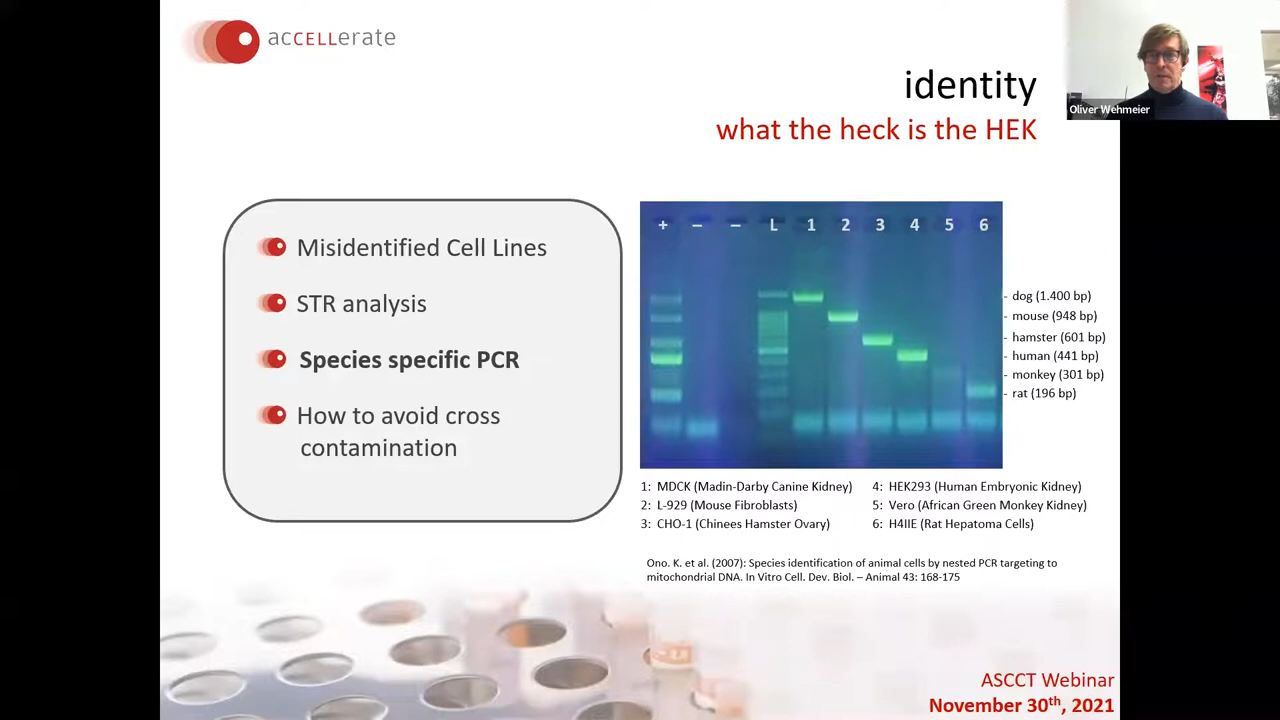 acCELLerate
identity
what the heck is the HEK
Oliver Wehmeier
Misidentified Cell Lines
STR analysis
Species specific PCR
How to avoid cross
contamination
+ – – L 1 2 3 4 5 6
- dog (1.400 bp)
- mouse (948 bp)
- hamster (601 bp)
- human (441 bp)
- monkey (301 bp)
- rat (196 bp)
1: MDCK (Madin-Darby Canine Kidney)
2: L-929 (Mouse Fibroblasts)
3: CHO-1 (Chinees Hamster Ovary)
4: HEK293 (Human Embryonic Kidney)
5: Vero (African Green Monkey Kidney)
6: H4IIE (Rat Hepatoma Cells)
Ono. K. et al. (2007): Species identification of animal cells by nested PCR targeting to
mitochondrial DNA. In Vitro Cell. Dev. Biol. – Animal 43: 168-175
ASCCT Webinar
November 30th, 2021